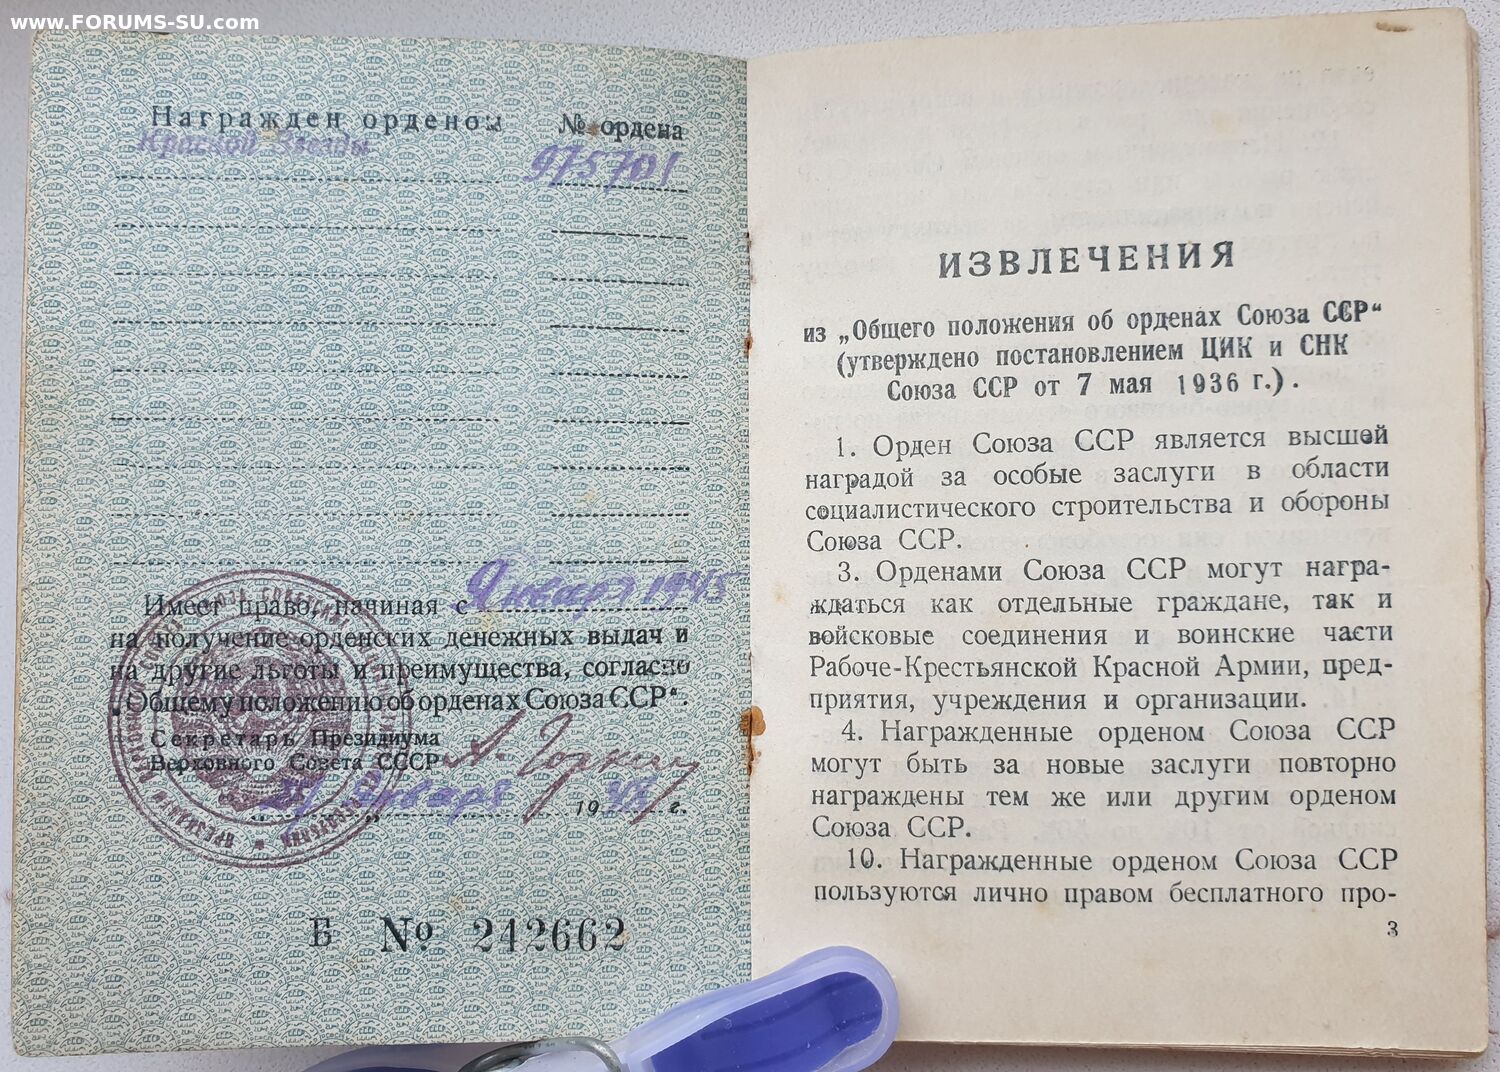 www.FORUMS-SU.com
Награжден орденом № ордена
Красной Звезды 975701
Имеет право, начиная с Января 1945
на получение орденских денежных выдач и
на другие льготы и преимущества, согласно
„Общему положению об орденах Союза ССР“.
Секретарь Президиума
Верховного Совета СССР А. Горкин
января 19 г.
Б № 242662
ИЗВЛЕЧЕНИЯ
из „Общего положения об орденах Союза ССР“
(утверждено постановлением ЦИК и СНК
Союза ССР от 7 мая 1936 г.).
1. Орден Союза ССР является высшей
наградой за особые заслуги в области
социалистического строительства и обороны
Союза ССР.
3. Орденами Союза ССР могут награ-
ждаться как отдельные граждане, так и
войсковые соединения и воинские части
Рабоче-Крестьянской Красной Армии, пред-
приятия, учреждения и организации.
4. Награжденные орденом Союза ССР
могут быть за новые заслуги повторно
награждены тем же или другим орденом
Союза ССР.
10. Награжденные орденом Союза ССР
пользуются лично правом бесплатного про-
3